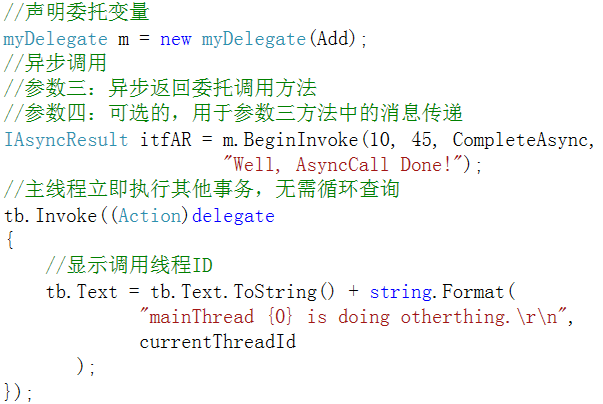 //声明委托变量
myDelegate m = new myDelegate(Add);
//异步调用
//参数三：异步返回委托调用方法
//参数四：可选的，用于参数三方法中的消息传递
IAsyncResult itfAR = m.BeginInvoke(10, 45, CompleteAsync,
"Well, AsyncCall Done!");
//主线程立即执行其他事务，无需循环查询
tb.Invoke((Action)delegate
{
//显示调用线程ID
tb.Text = tb.Text.ToString() + string.Format(
"mainThread {0} is doing otherthing.\r\n",
currentThreadId
);
});